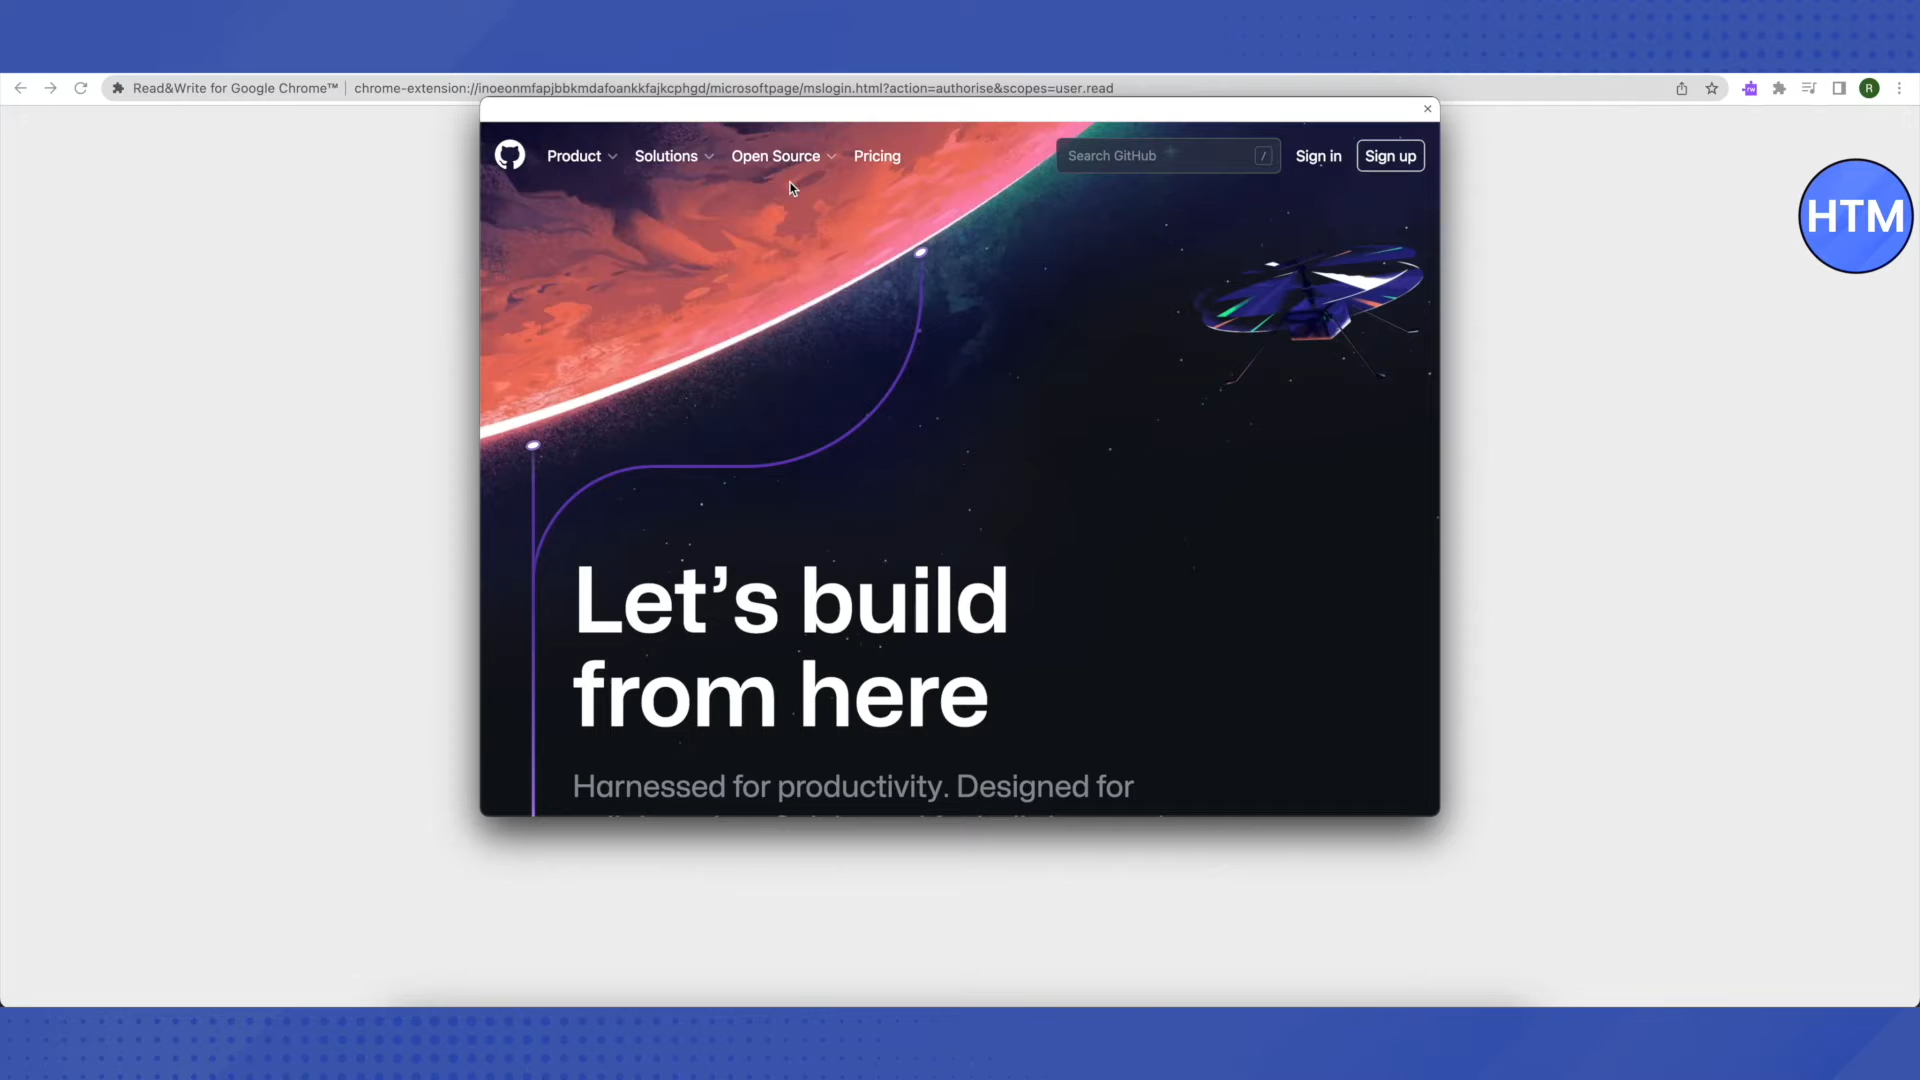 Read&Write for Google Chrome™ | chrome-extension://inoeonmfapjbbkmdafoankkfajkcphgd/microsoftpage/mslogin.html?action=authorise&scopes=user.read
rw
R
Product
Solutions
Open Source
Pricing
Search GitHub
/
Sign in
Sign up
HTM
Let’s build
from here
Harnessed for productivity. Designed for